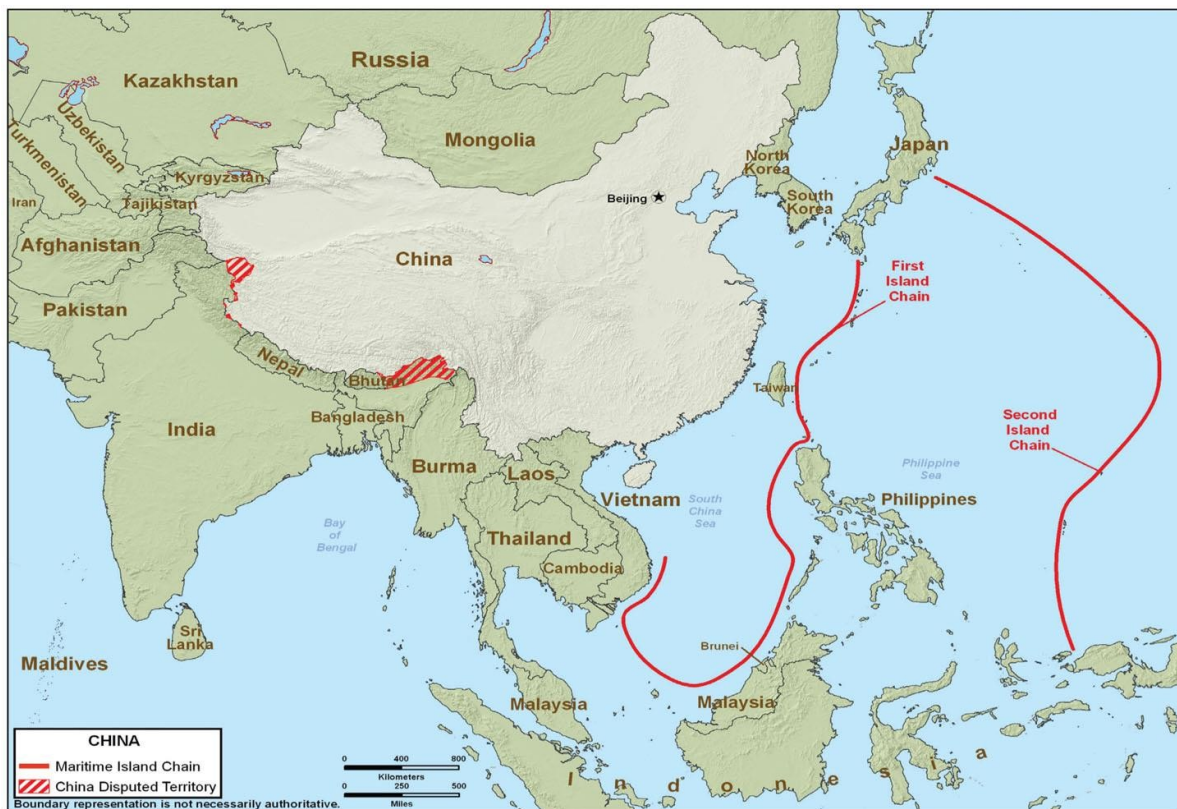 Russia
Kazakhstan
Mongolia
Uzbekistan
Turkmenistan
Kyrgyzstan
Tajikistan
Iran
Afghanistan
Pakistan
China
Beijing
North
Korea
South
Korea
Japan
First
Island
Chain
Second
Island
Chain
Nepal
Bhutan
Bangladesh
India
Burma
Laos
Vietnam
Thailand
Cambodia
Taiwan
Philippine
Sea
Philippines
South
China
Sea
Bay
of
Bengal
Sri
Lanka
Maldives
Brunei
Malaysia
Malaysia
Indonesia
CHINA
Maritime Island Chain
China Disputed Territory
Boundary representation is not necessarily authoritative.
0 400 800
Kilometers
0 250 500
Miles